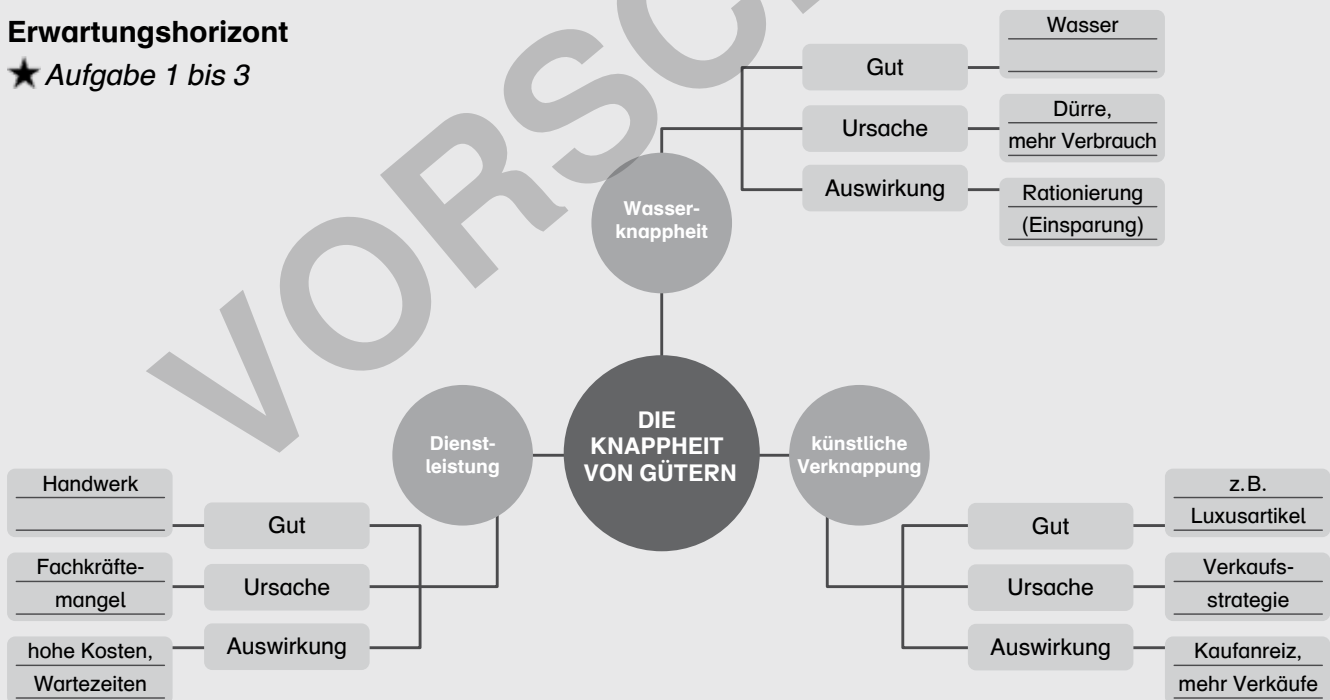 Erwartungshorizont
★ Aufgabe 1 bis 3
VORSC
Wasser
Gut
Dürre,
mehr Verbrauch
Ursache
Rationierung
(Einsparung)
Auswirkung
Wasser-
knappheit
DIE
KNAPPHEIT
VON GÜTERN
Dienst-
leistung
Handwerk
Gut
Fachkräfte-
mangel
Ursache
hohe Kosten,
Wartezeiten
Auswirkung
künstliche
Verknappung
Gut
z.B.
Luxusartikel
Ursache
Verkaufs-
strategie
Auswirkung
Kaufanreiz,
mehr Verkäufe